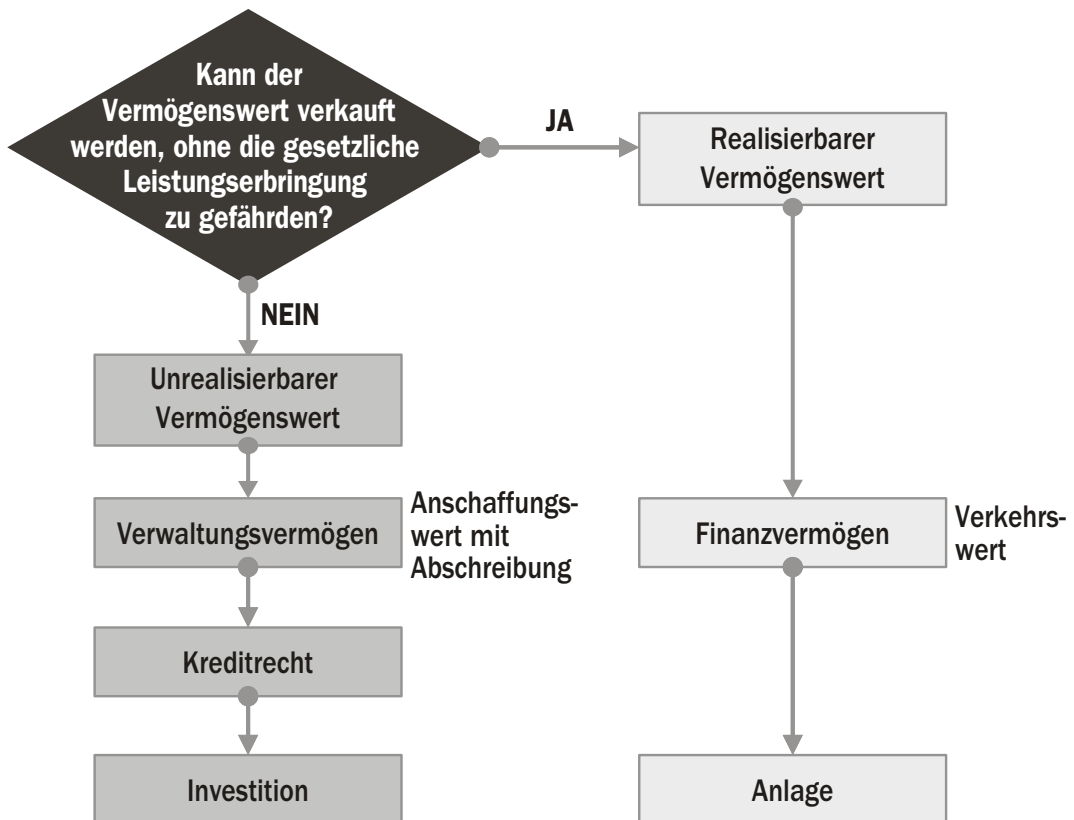 Kann der
Vermögenswert verkauft
werden, ohne die gesetzliche
Leistungserbringung
zu gefährden?
JA
Realisierbarer
Vermögenswert
NEIN
Unrealisierbarer
Vermögenswert
Verwaltungsvermögen
Anschaffungs-
wert mit
Abschreibung
Finanzvermögen
Verkehrs-
wert
Kreditrecht
Investition
Anlage